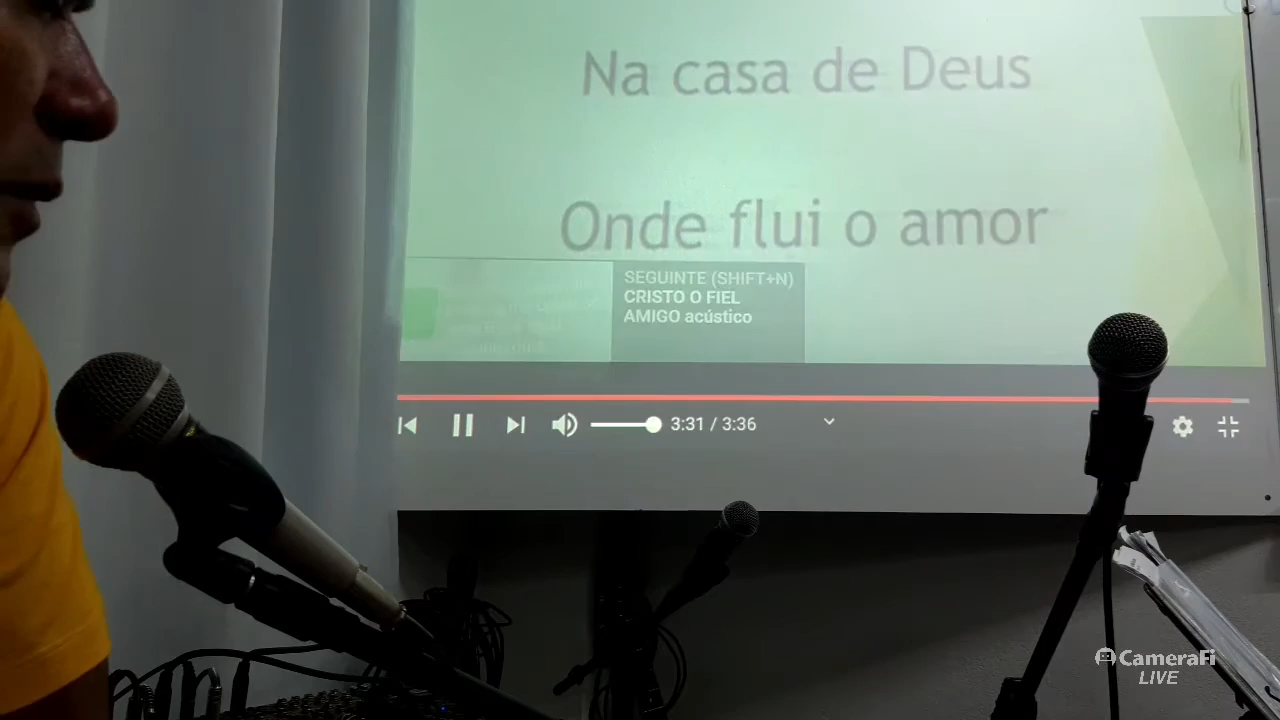 Na casa de Deus
Onde flui o amor
SEGUINTE (SHIFT+N)
CRISTO O FIEL
AMIGO acústico
3:31 / 3:36
CameraFi
LIVE